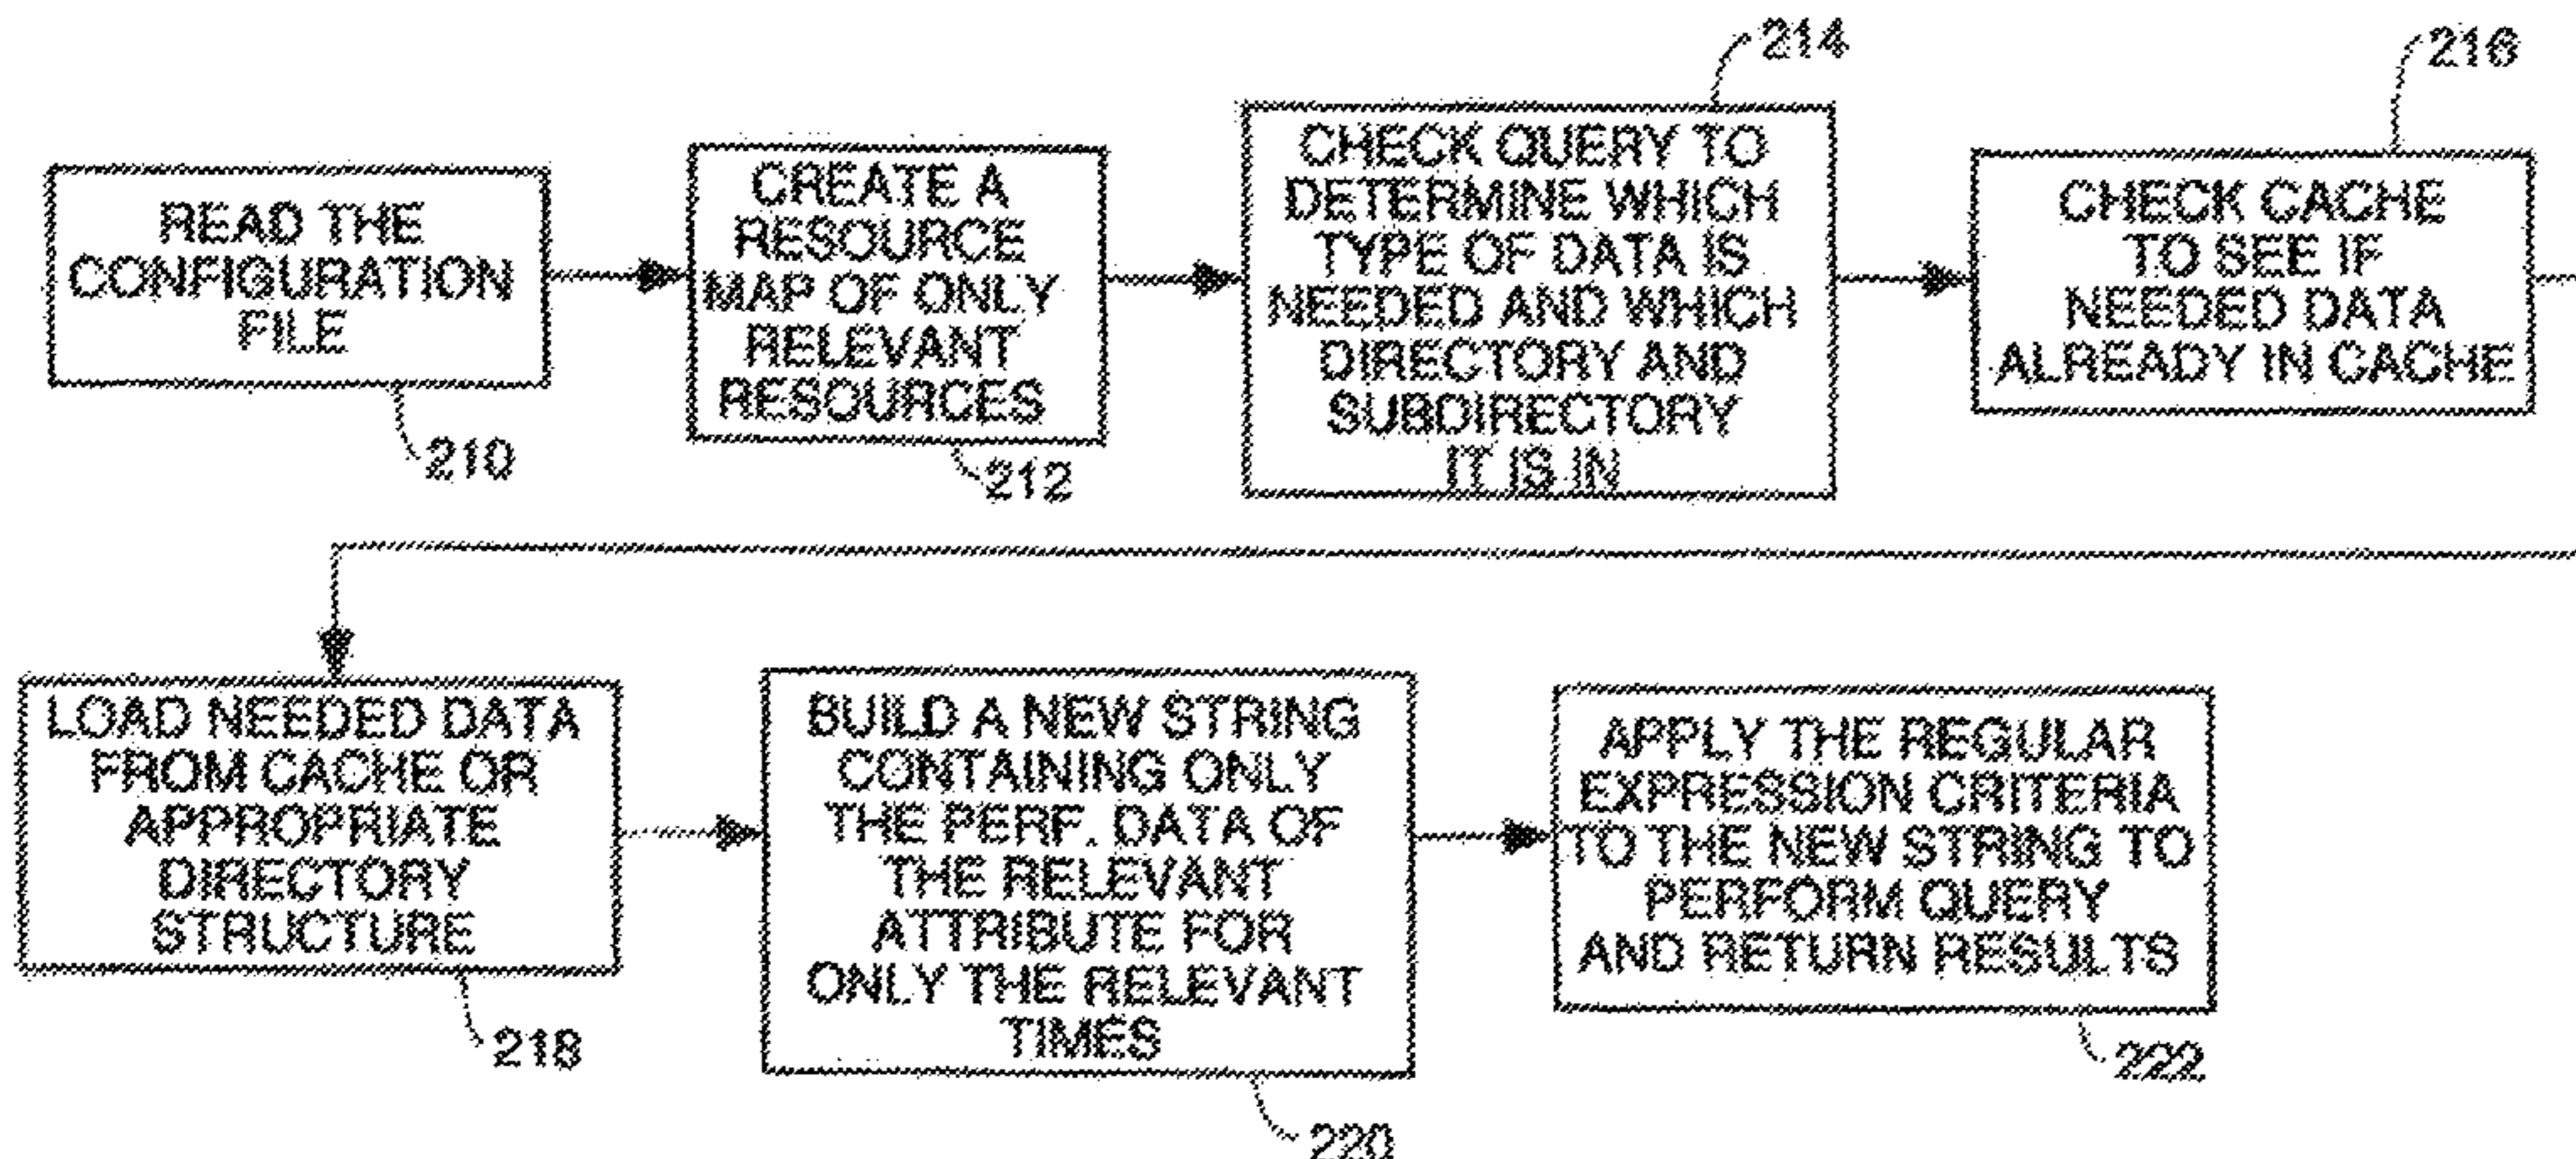 READ THE
CONFIGURATION
FILE
210
CREATE A
RESOURCE
MAP OF ONLY
RELEVANT
RESOURCES
212
214
CHECK QUERY TO
DETERMINE WHICH
TYPE OF DATA IS
NEEDED AND WHICH
DIRECTORY AND
SUBDIRECTORY
IT IS IN
216
CHECK CACHE
TO SEE IF
NEEDED DATA
ALREADY IN CACHE
LOAD NEEDED DATA
FROM CACHE OR
APPROPRIATE
DIRECTORY
STRUCTURE
218
BUILD A NEW STRING
CONTAINING ONLY
THE PERF. DATA OF
THE RELEVANT
ATTRIBUTE FOR
ONLY THE RELEVANT
TIMES
220
APPLY THE REGULAR
EXPRESSION CRITERIA
TO THE NEW STRING TO
PERFORM QUERY
AND RETURN RESULTS
222